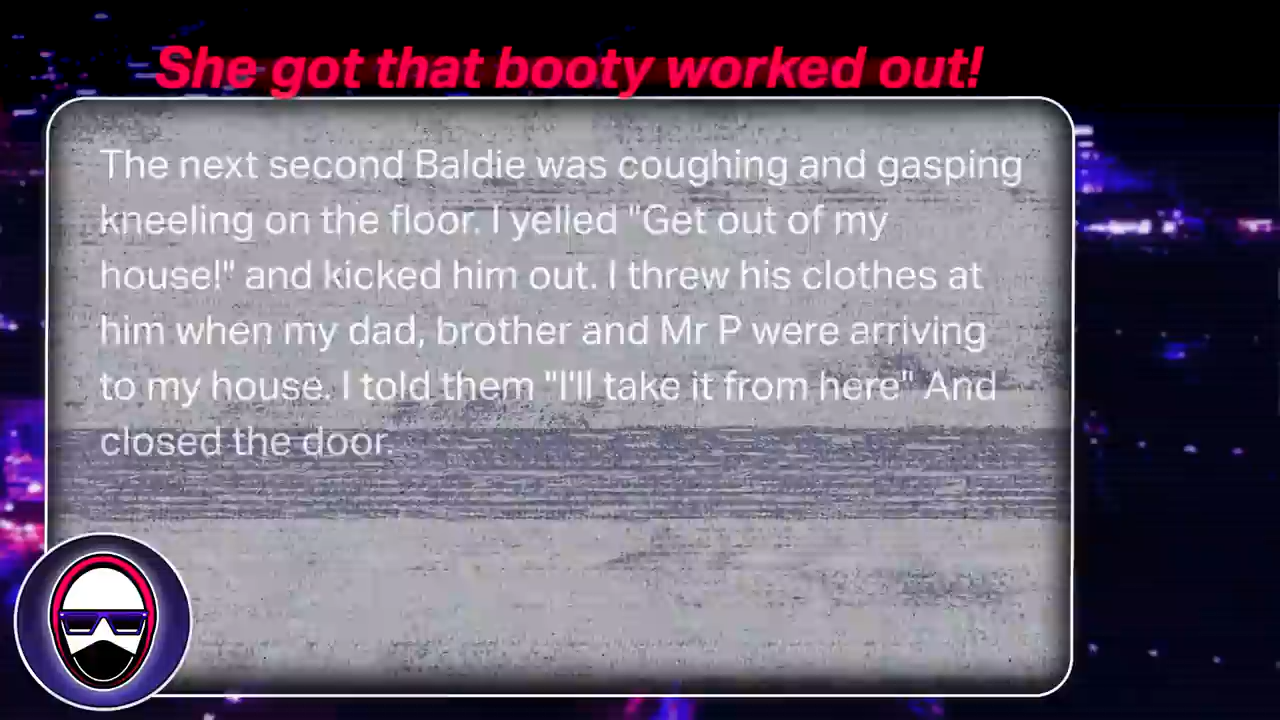 She got that booty worked out!
The next second Baldie was coughing and gasping
kneeling on the floor. I yelled "Get out of my
house!" and kicked him out. I threw his clothes at
him when my dad, brother and Mr P were arriving
to my house. I told them "I'll take it from here" And
closed the door.